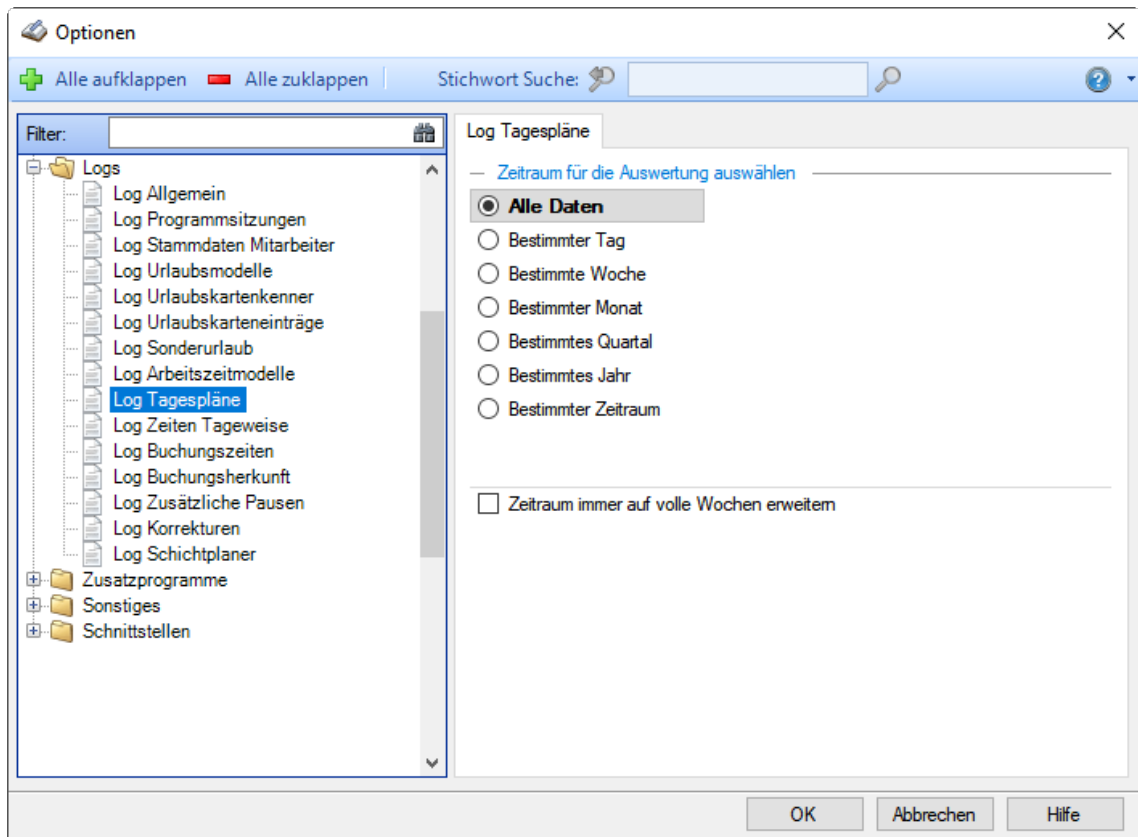 Optionen
Alle aufklappen Alle zuklappen Stichwort Suche:
Filter:
Logs
Log Allgemein
Log Programmsitzungen
Log Stammdaten Mitarbeiter
Log Urlaubsmodelle
Log Urlaubskartenkenner
Log Urlaubskarteneinträge
Log Sonderurlaub
Log Arbeitszeitmodelle
Log Tagespläne
Log Zeiten Tageweise
Log Buchungszeiten
Log Buchungsherkunft
Log Zusätzliche Pausen
Log Korrekturen
Log Schichtplaner
Zusatzprogramme
Sonstiges
Schnittstellen
Log Tagespläne
Zeitraum für die Auswertung auswählen
Alle Daten
Bestimmter Tag
Bestimmte Woche
Bestimmter Monat
Bestimmtes Quartal
Bestimmtes Jahr
Bestimmter Zeitraum
Zeitraum immer auf volle Wochen erweitern
OK Abbrechen Hilfe